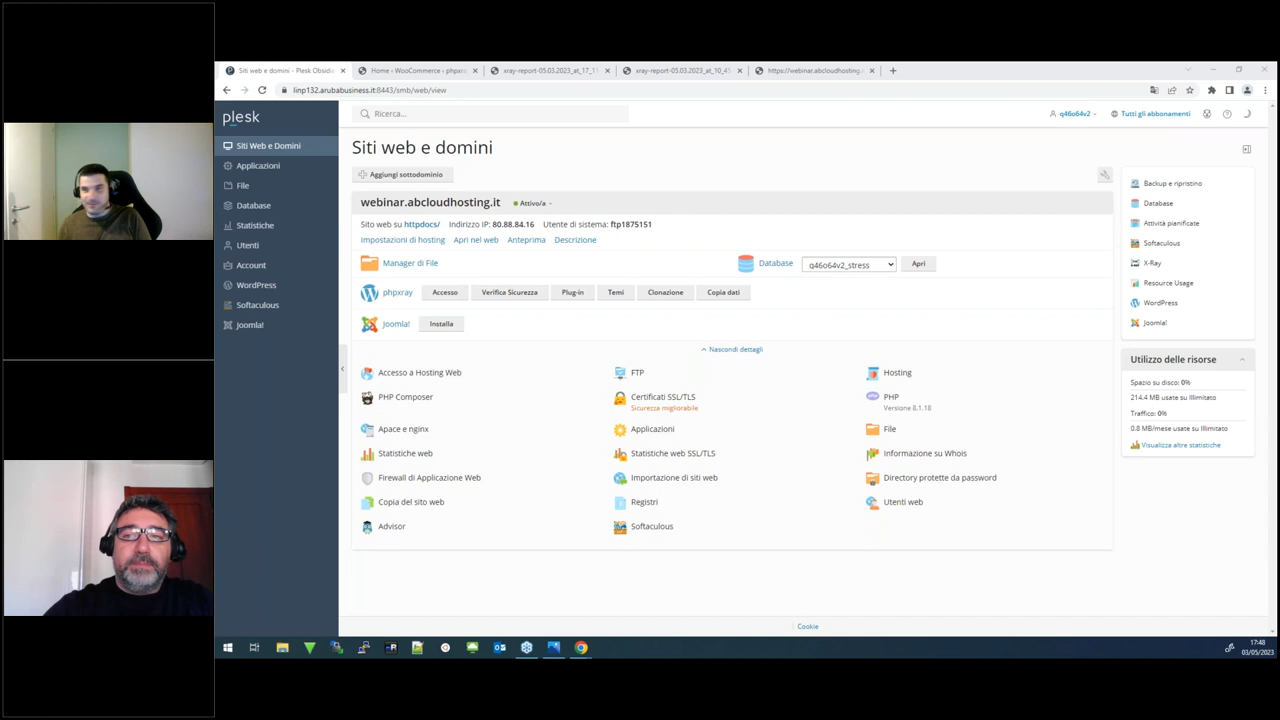 Siti web e domini - Plesk Obsid
Home ‹ WooCommerce ‹ phpxray
xray-report-05.03.2023_at_17_1
xray-report-05.03.2023_at_10_4
https://webinar.abcloudhosting.
linp132.arubabusiness.it:8443/smb/web/view
plesk
Ricerca...
q46o64v2
Tutti gli abbonamenti
Siti Web e Domini
Applicazioni
File
Database
Statistiche
Utenti
Account
WordPress
Softaculous
Joomla!
Siti web e domini
Aggiungi sottodominio
webinar.abcloudhosting.it Attivo/a
Sito web su httpdocs/ Indirizzo IP: 80.88.84.16 Utente di sistema: ftp1875151
Impostazioni di hosting Apri nel web Anteprima Descrizione
Manager di File Database q46o64v2_stress Apri
phpxray Accesso Verifica Sicurezza Plug-in Temi Clonazione Copia dati
Joomla! Installa
Nascondi dettagli
Accesso a Hosting Web FTP Hosting
PHP Composer Certificati SSL/TLS PHP
Sicurezza migliorabile Versione 8.1.18
Apace e nginx Applicazioni File
Statistiche web Statistiche web SSL/TLS Informazione su Whois
Firewall di Applicazione Web Importazione di siti web Directory protette da password
Copia del sito web Registri Utenti web
Advisor Softaculous
Backup e ripristino
Database
Attività pianificate
Softaculous
X-Ray
Resource Usage
WordPress
Joomla!
Utilizzo delle risorse
Spazio su disco: 0%
214.4 MB usate su Illimitato
Traffico: 0%
0.8 MB/mese usate su Illimitato
Visualizza altre statistiche
Cookie
17:48
03/05/2023